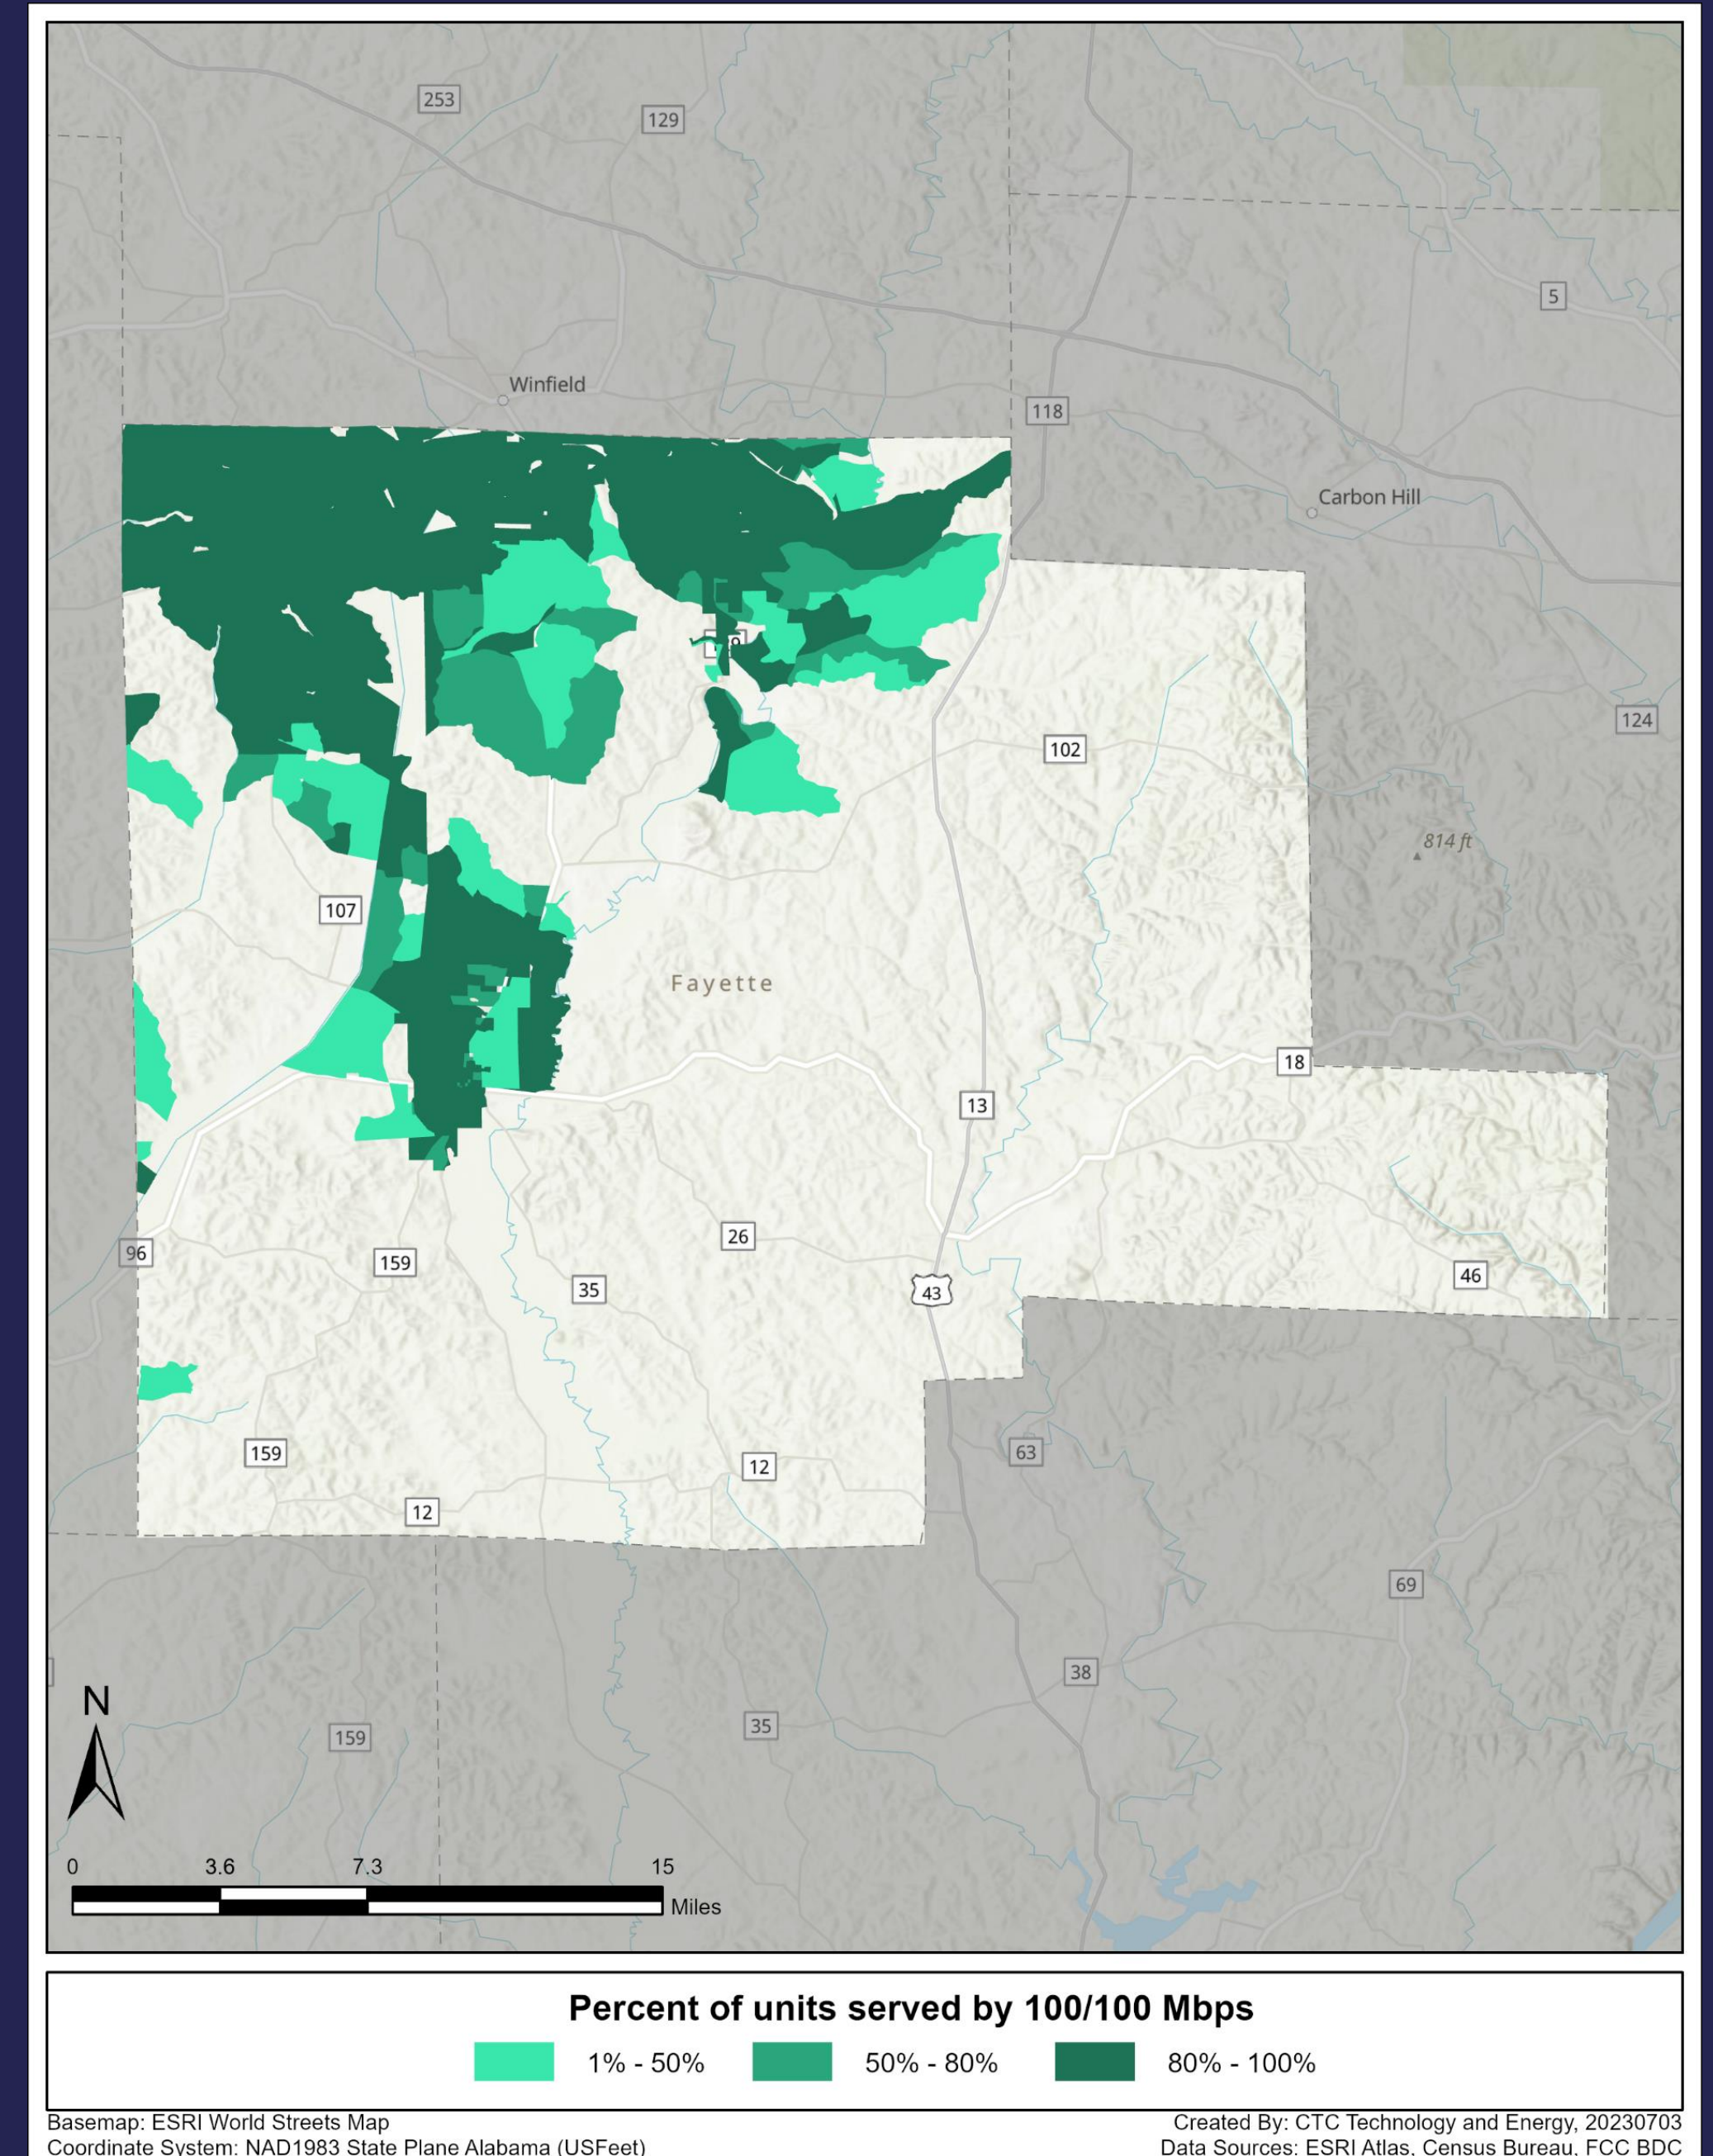 253
129
5
Winfield
118
Carbon Hill
124
102
814 ft
107
Fayette
18
13
96
159
26
35
43
46
159
12
63
12
69
38
N
35
159
0 3.6 7.3 15
Miles
Percent of units served by 100/100 Mbps
1% - 50% 50% - 80% 80% - 100%
Basemap: ESRI World Streets Map
Created By: CTC Technology and Energy, 20230703
Coordinate System: NAD1983 State Plane Alabama (USFeet)
Data Sources: ESRI Atlas, Census Bureau, FCC BDC